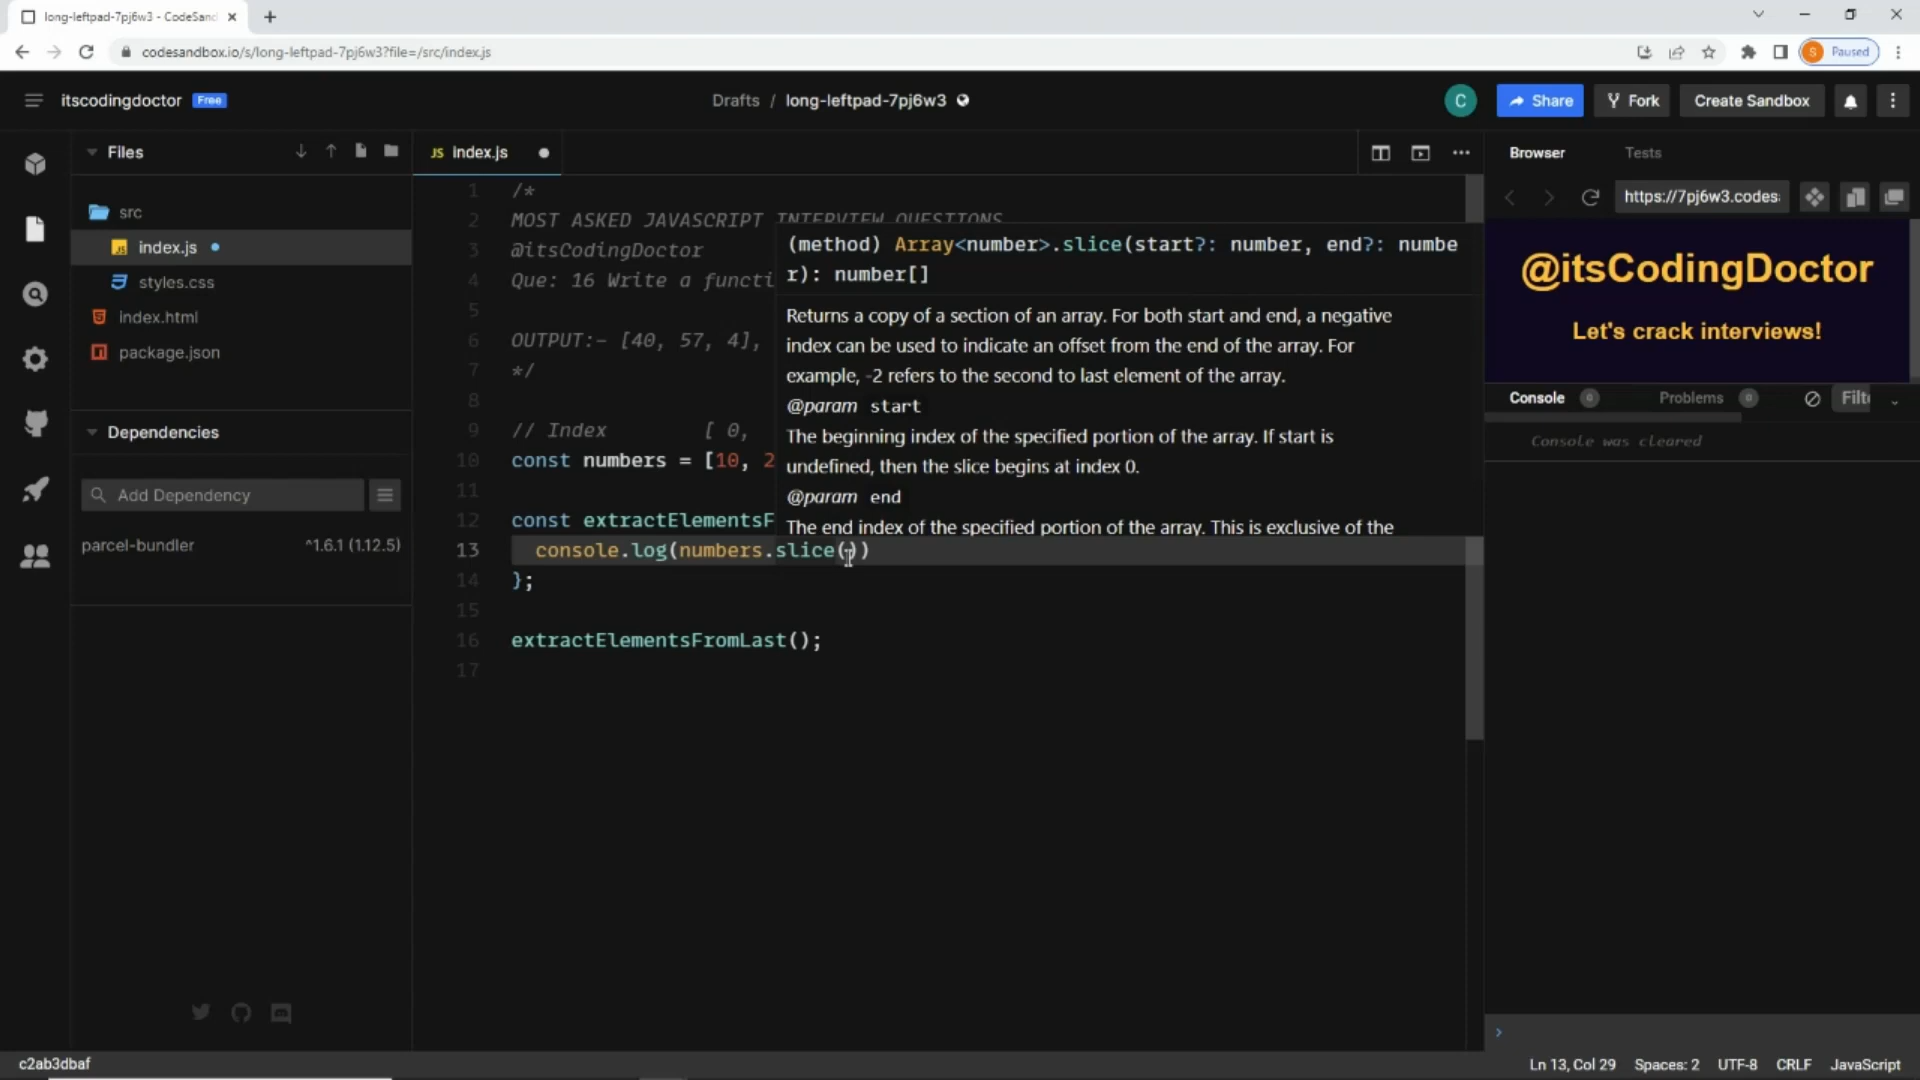 long-leftpad-7pj6w3 - CodeSand
codesandbox.io/s/long-leftpad-7pj6w3?file=/src/index.js
S Paused
itscodingdoctor Free
Drafts / long-leftpad-7pj6w3
C Share Fork Create Sandbox
Files
src
index.js
styles.css
index.html
package.json
Dependencies
Add Dependency
parcel-bundler ^1.6.1 (1.12.5)
JS index.js
1 /*
2 MOST ASKED JAVASCRIPT INTERVIEW QUESTIONS
3 @itsCodingDoctor
4 Que: 16 Write a functi
5
6 OUTPUT:- [40, 57, 4],
7 */
8
9 // Index [ 0,
10 const numbers = [10, 2
11
12 const extractElementsF
13 console.log(numbers.slice())
14 };
15
16 extractElementsFromLast();
17
(method) Array<number>.slice(start?: number, end?: numbe
r): number[]
Returns a copy of a section of an array. For both start and end, a negative
index can be used to indicate an offset from the end of the array. For
example, -2 refers to the second to last element of the array.
@param start
The beginning index of the specified portion of the array. If start is
undefined, then the slice begins at index 0.
@param end
The end index of the specified portion of the array. This is exclusive of the
Browser Tests
https://7pj6w3.codes
@itsCodingDoctor
Let's crack interviews!
Console 0 Problems 0 Filt
Console was cleared
c2ab3dbaf
Ln 13, Col 29 Spaces: 2 UTF-8 CRLF JavaScript